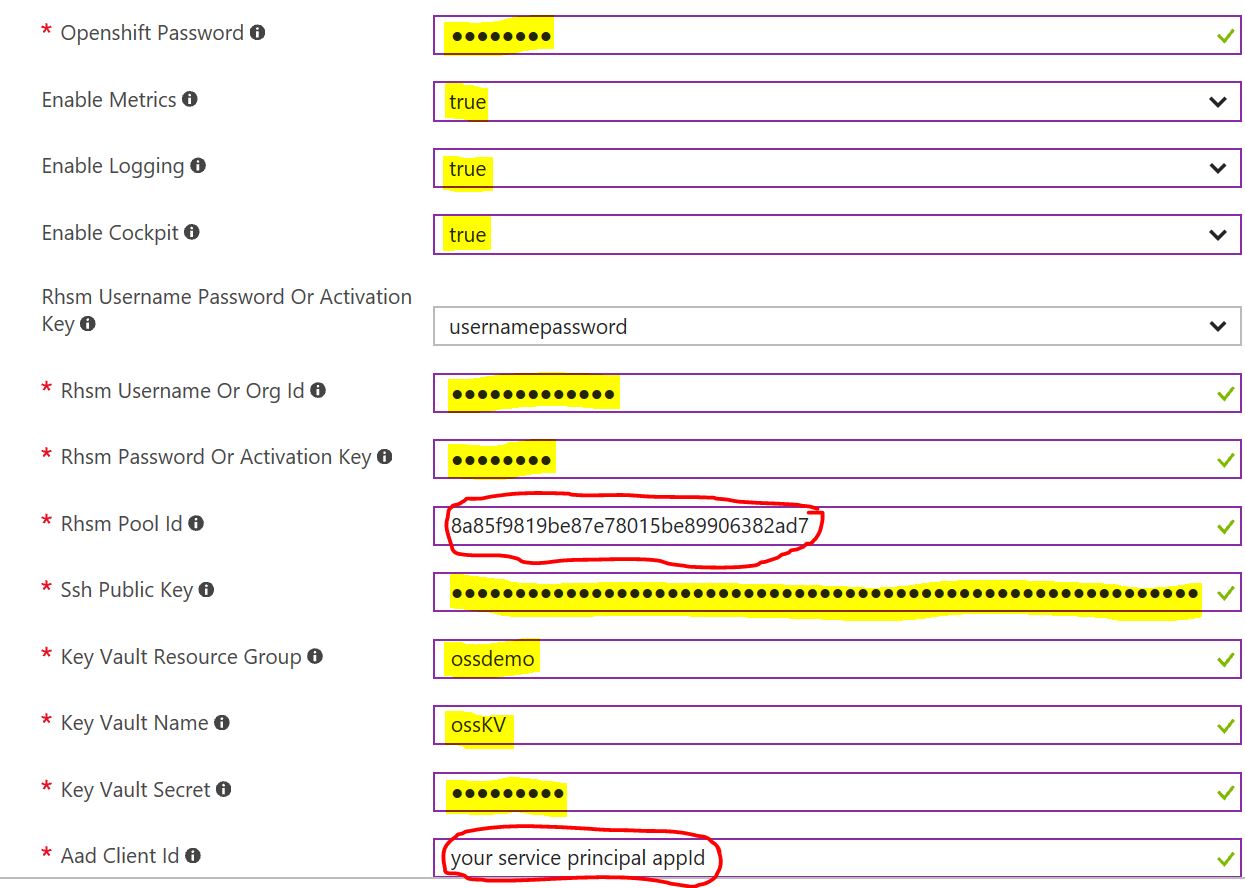 * Openshift Password
Enable Metrics
true
Enable Logging
true
Enable Cockpit
true
Rhsm Username Password Or Activation
Key
usernamepassword
* Rhsm Username Or Org Id
* Rhsm Password Or Activation Key
* Rhsm Pool Id
8a85f9819be87e78015be89906382ad7
* Ssh Public Key
* Key Vault Resource Group
ossdemo
* Key Vault Name
ossKV
* Key Vault Secret
* Aad Client Id
your service principal appId